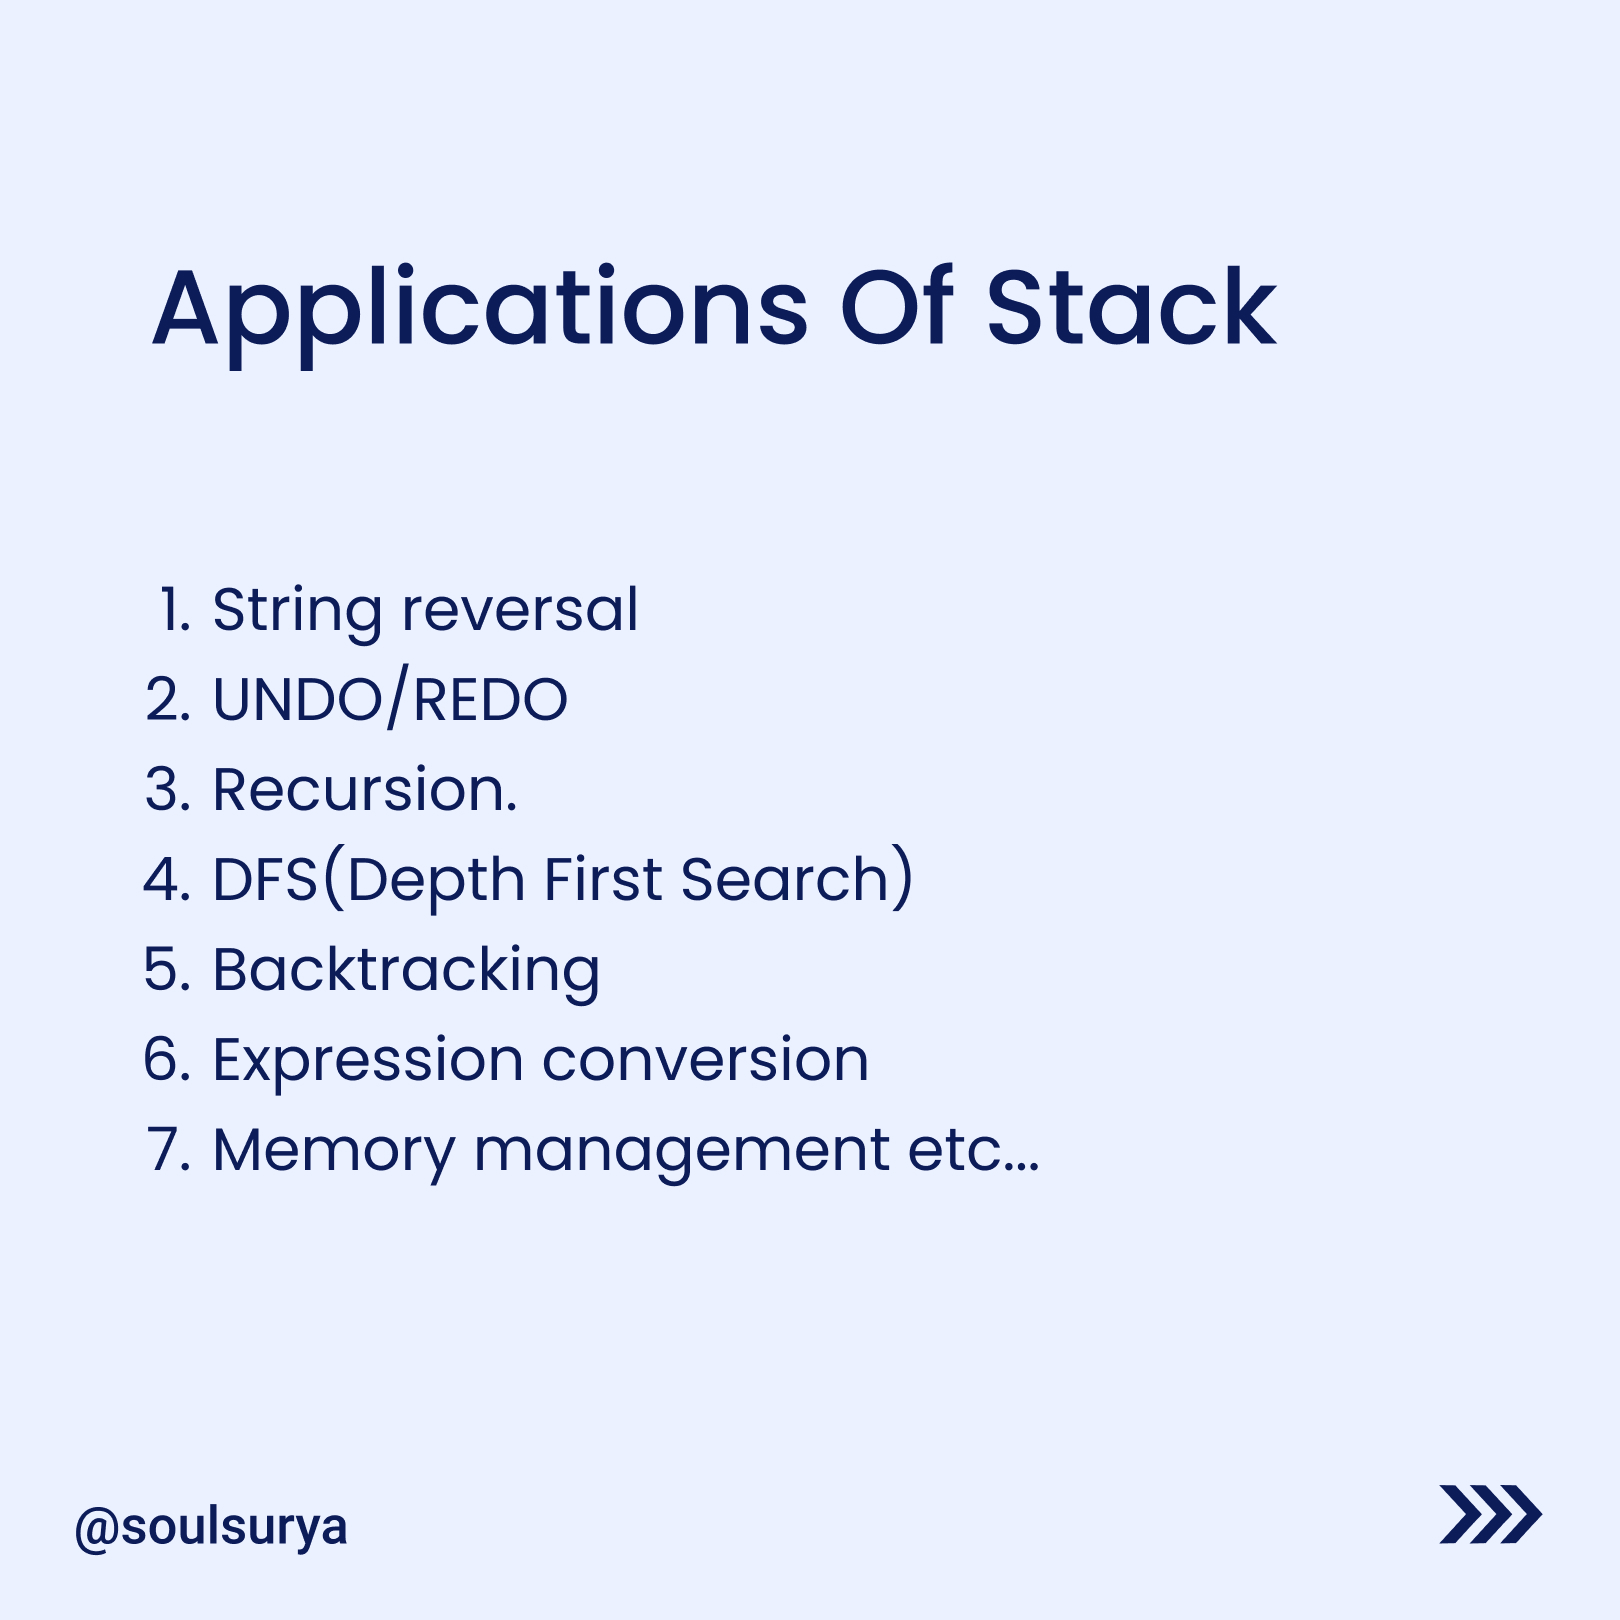 Applications Of Stack
1. String reversal
2. UNDO/REDO
3. Recursion.
4. DFS(Depth First Search)
5. Backtracking
6. Expression conversion
7. Memory management etc...
@soulsurya